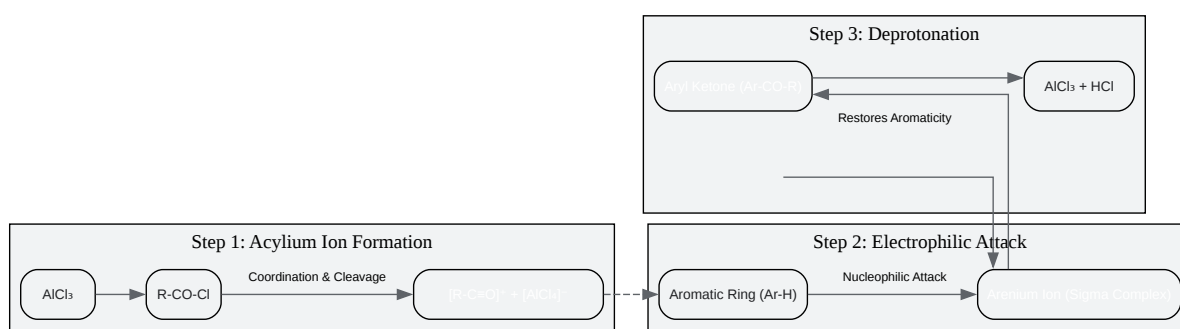 Step 3: Deprotonation
Aryl Ketone (Ar-CO-R)
AlCl₃ + HCl
Restores Aromaticity
Step 1: Acylium Ion Formation
AlCl₃
R-CO-Cl
Coordination & Cleavage
[R-C≡O]⁺ + [AlCl₄]⁻
Step 2: Electrophilic Attack
Aromatic Ring (Ar-H)
Nucleophilic Attack
Arenium Ion (Sigma Complex)